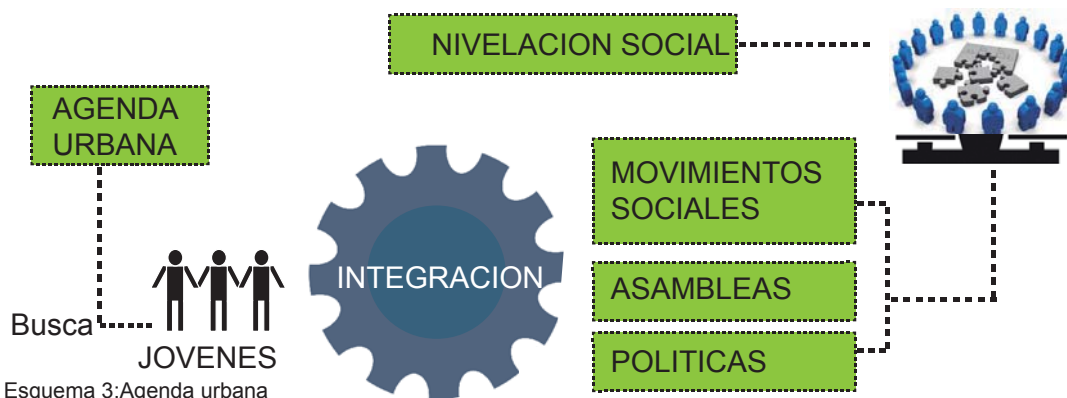 NIVELACION SOCIAL
AGENDA
URBANA
MOVIMIENTOS
SOCIALES
INTEGRACION
ASAMBLEAS
Busca
JOVENES
POLITICAS
Esquema 3:Agenda urbana